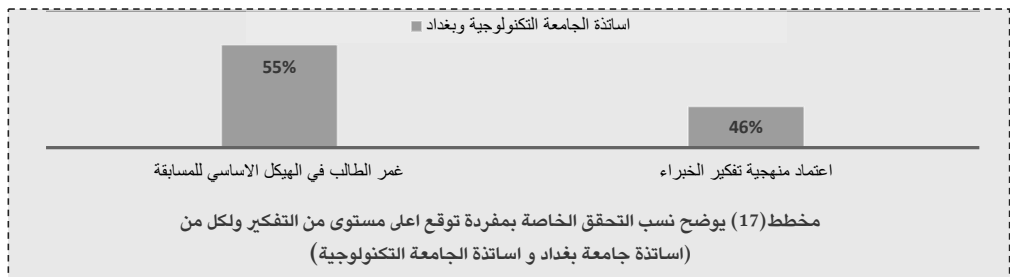 اساتذة الجامعة التكنولوجية وبغداد
55%
46%
غمر الطالب في الهيكل الاساسي للمسابقة
اعتماد منهجية تفكير الخبراء
مخطط(17) يوضح نسب التحقق الخاصة بمفردة توقع اعلى مستوى من التفكير ولكل من
(اساتذة جامعة بغداد و اساتذة الجامعة التكنولوجية)